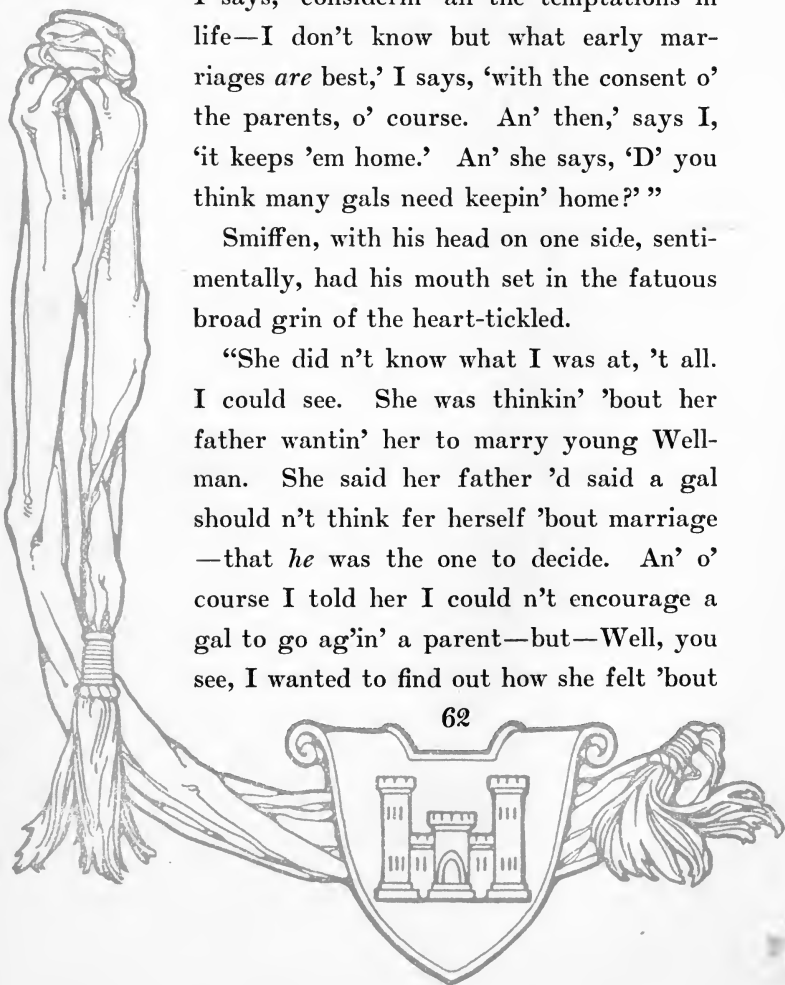 I says, 'considerin' all the temptations in
life—I don't know but what early mar-
riages are best,' I says, 'with the consent o'
the parents, o' course. An' then,' says I,
'it keeps 'em home.' An' she says, 'D' you
think many gals need keepin' home?' ”
Smiffen, with his head on one side, senti-
mentally, had his mouth set in the fatuous
broad grin of the heart-tickled.
“She did n't know what I was at, 't all.
I could see. She was thinkin' 'bout her
father wantin' her to marry young Well-
man. She said her father 'd said a gal
should n't think fer herself 'bout marriage
—that he was the one to decide. An' o'
course I told her I could n't encourage a
gal to go ag'in' a parent—but—Well, you
see, I wanted to find out how she felt 'bout
62